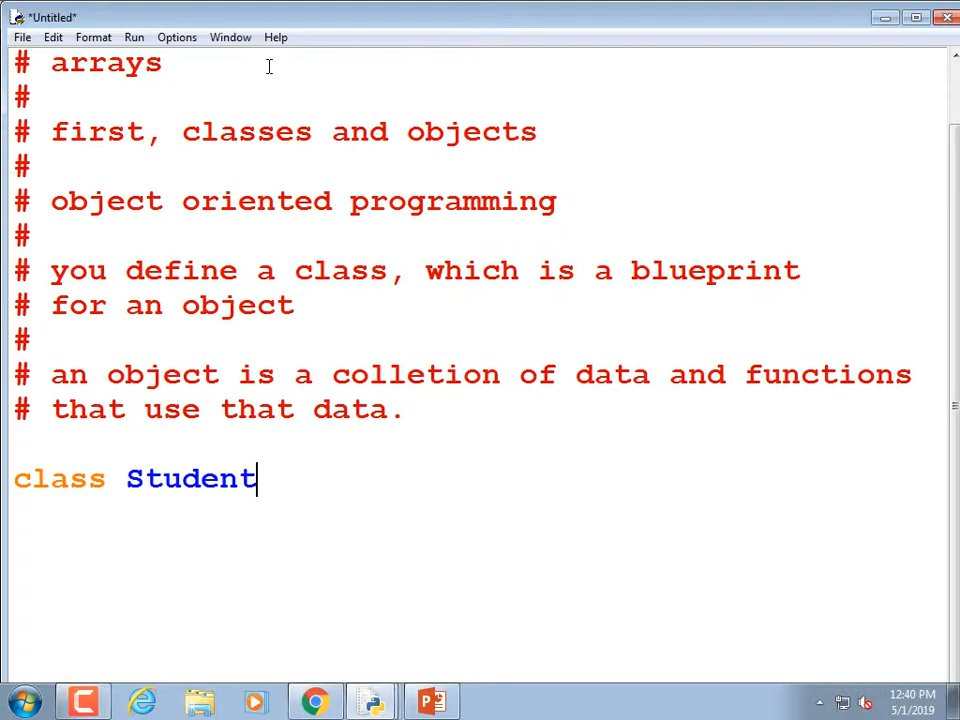 *Untitled*
File Edit Format Run Options Window Help
# arrays
#
# first, classes and objects
#
# object oriented programming
#
# you define a class, which is a blueprint
# for an object
#
# an object is a colletion of data and functions
# that use that data.
class Student
12:40 PM
5/1/2019